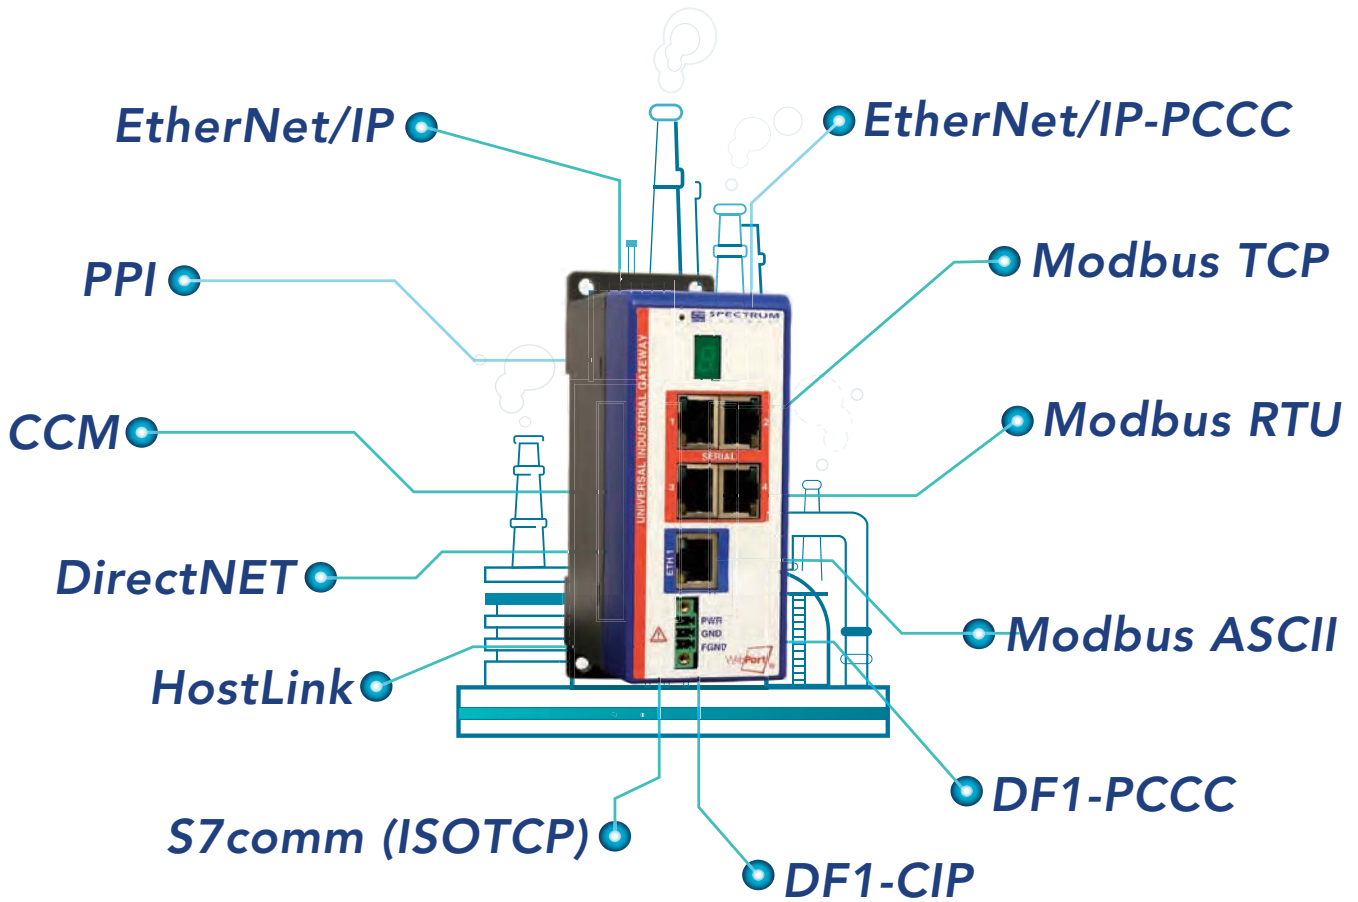 EtherNet/IP
EtherNet/IP-PCCC
PPI
Modbus TCP
SPECTRUM
CCM
Modbus RTU
UNIVERSAL INDUSTRIAL GATEWAY
1
2
SERIAL
3
4
DirectNET
ETH 1
Modbus ASCII
PWR
GND
FGND
WebPort
®
HostLink
DF1-PCCC
S7comm (ISOTCP)
DF1-CIP